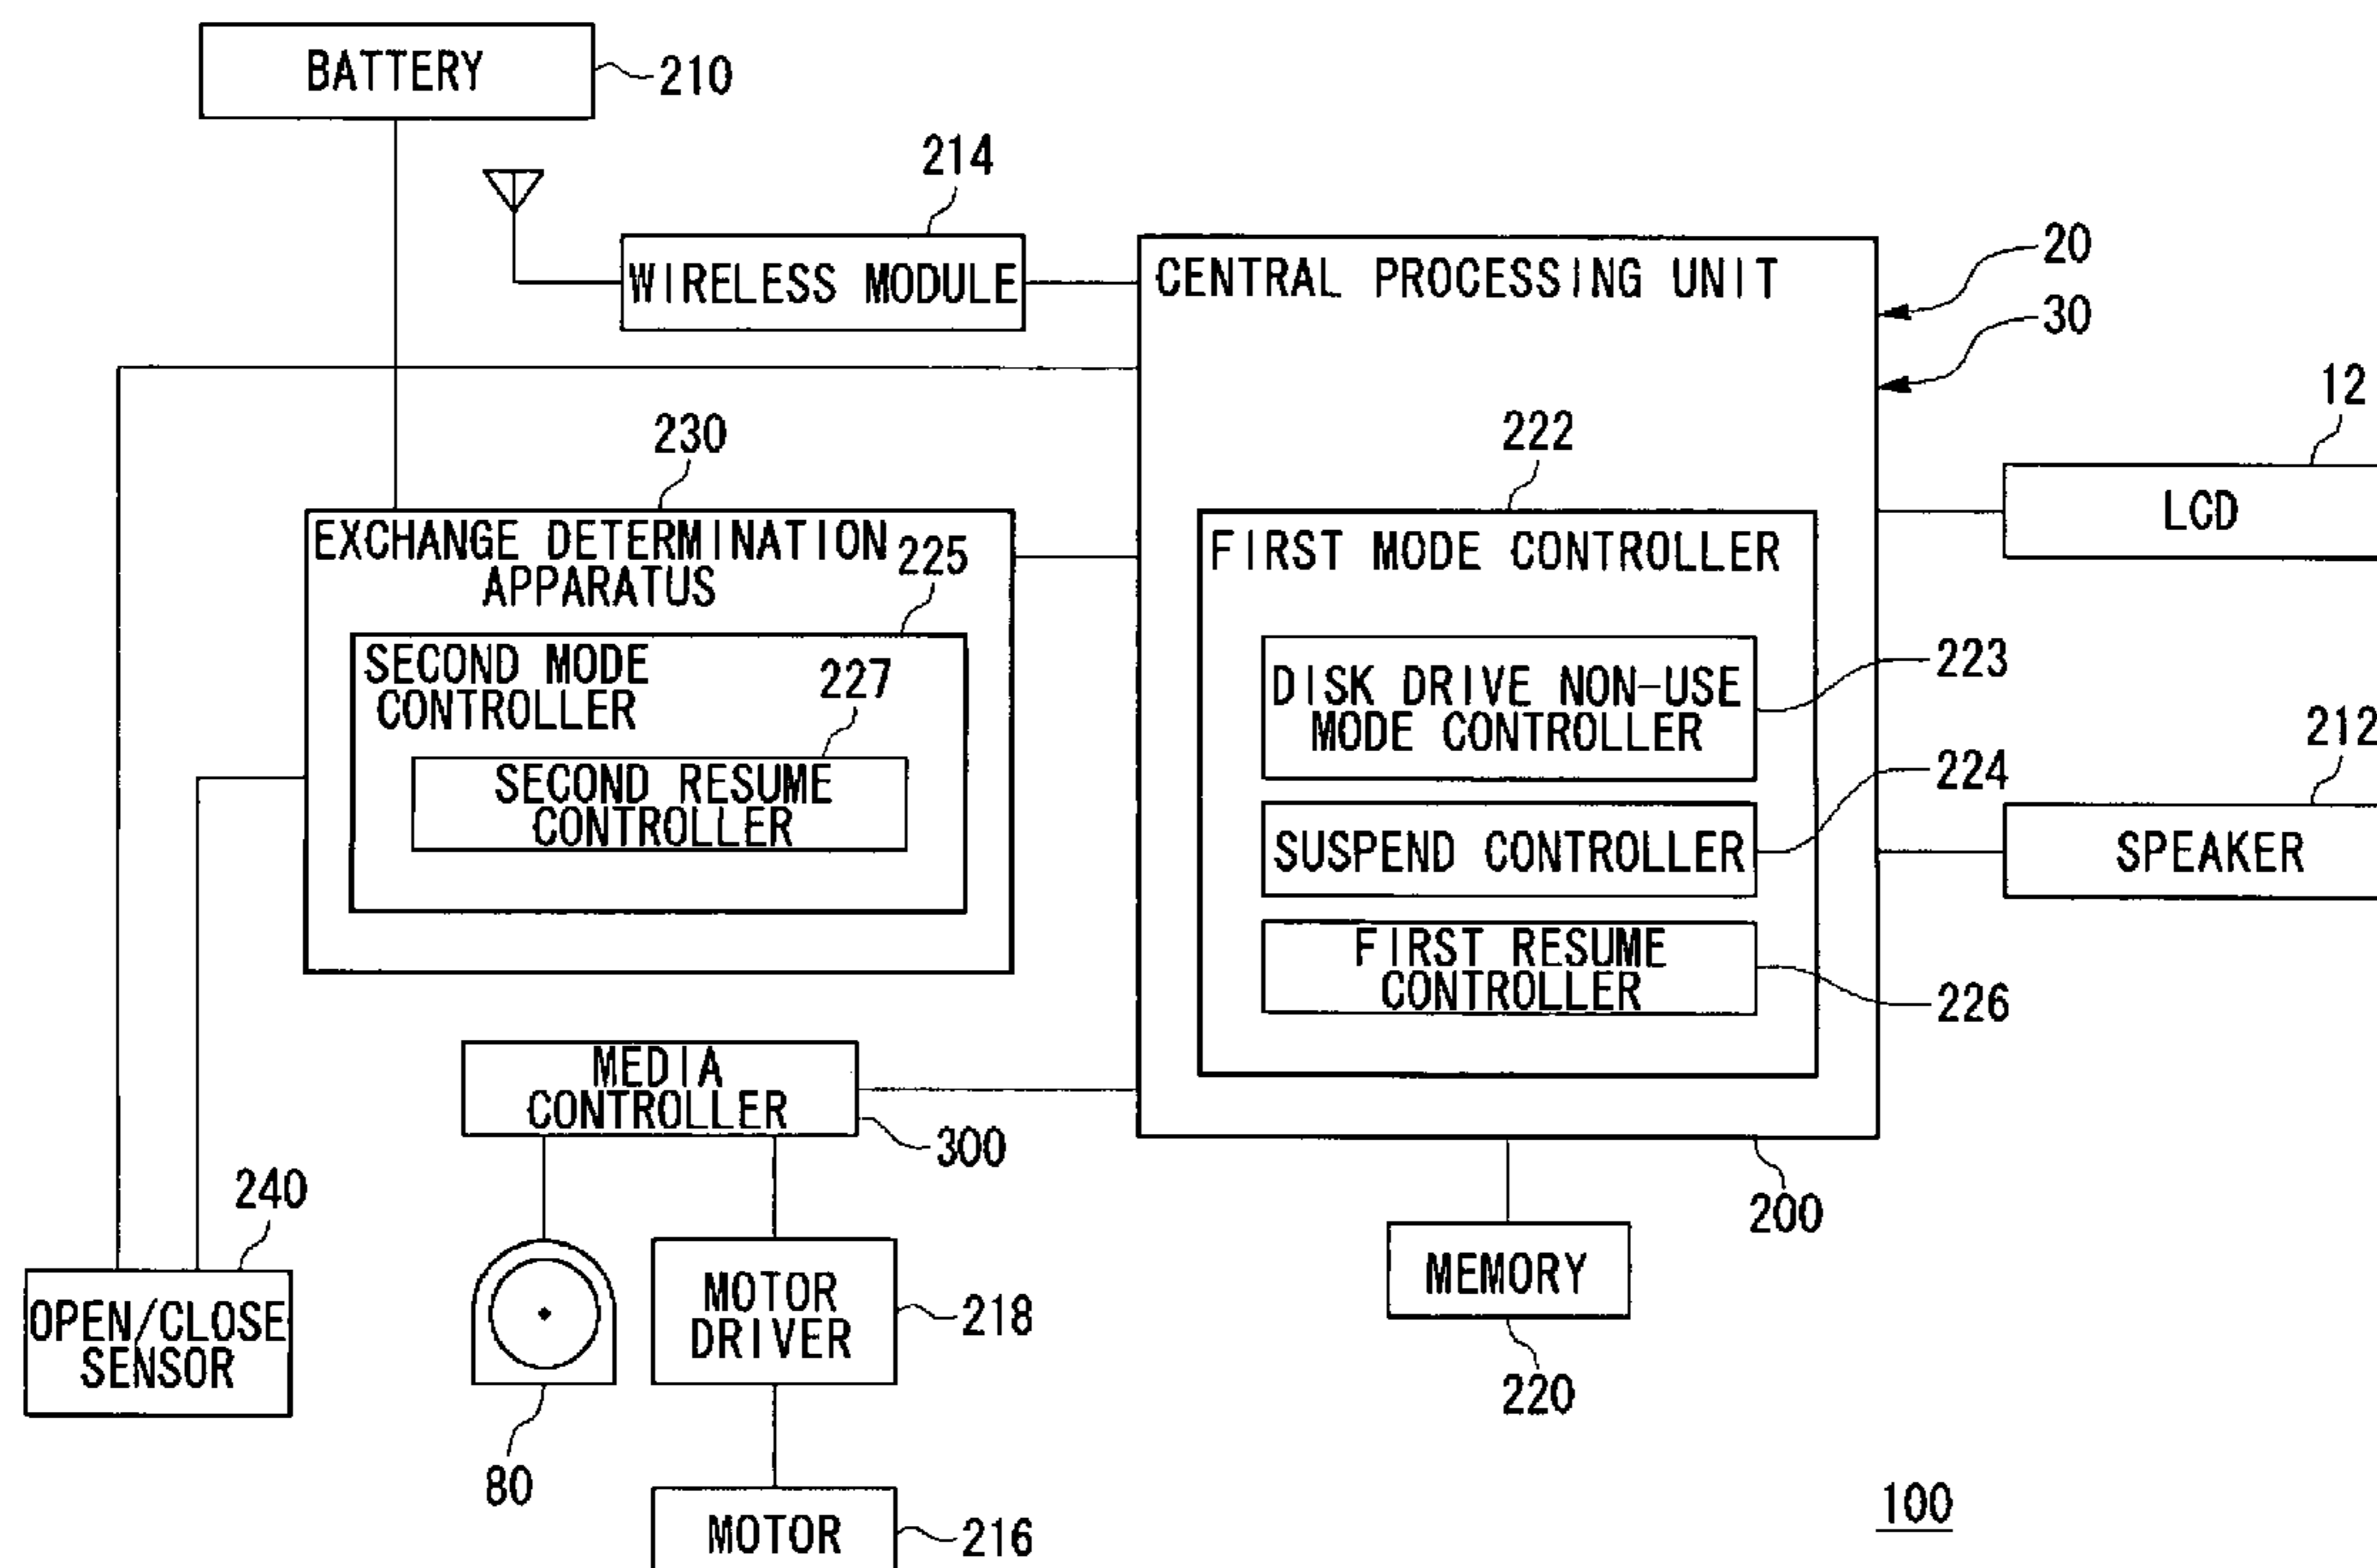 BATTERY
210
214
WIRELESS MODULE
CENTRAL PROCESSING UNIT
20
30
12
LCD
230
EXCHANGE DETERMINATION
APPARATUS
225
SECOND MODE
CONTROLLER
227
SECOND RESUME
CONTROLLER
222
FIRST MODE CONTROLLER
DISK DRIVE NON-USE
MODE CONTROLLER
223
SUSPEND CONTROLLER
224
FIRST RESUME
CONTROLLER
226
212
SPEAKER
MEDIA
CONTROLLER
300
240
OPEN/CLOSE
SENSOR
80
MOTOR
DRIVER
218
MOTOR
216
200
MEMORY
220
100